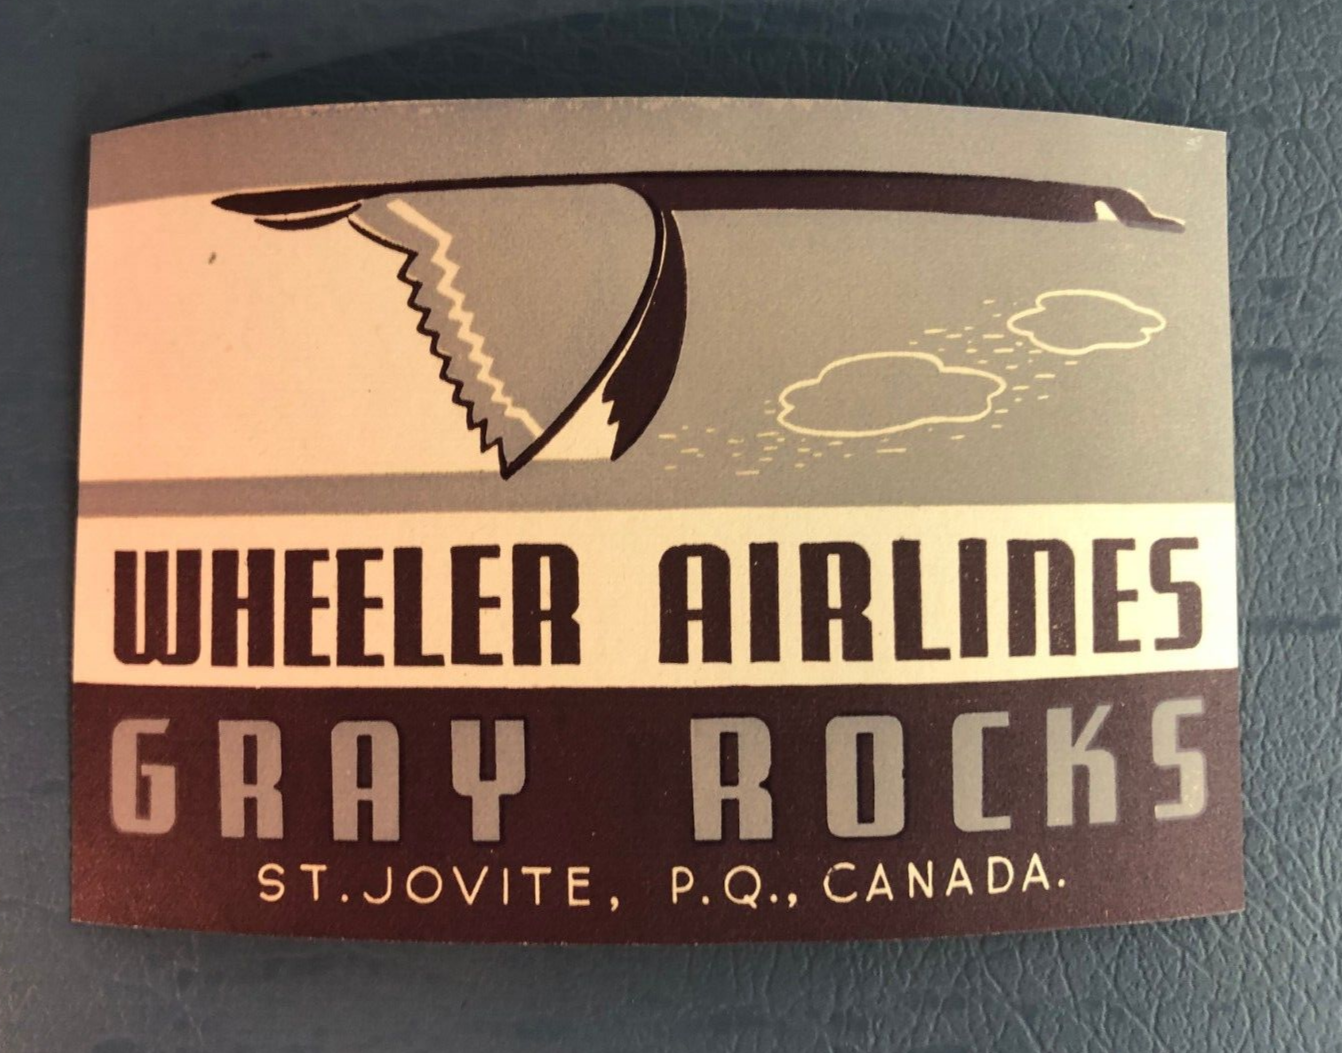 WHEELER AIRLINES
GRAY ROCKS
ST. JOVITE, P.Q., CANADA.